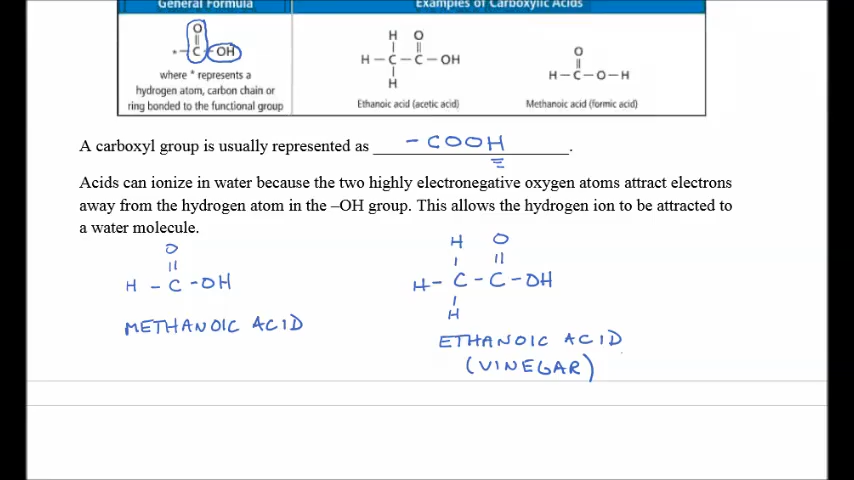 General Formula
Examples of Carboxylic Acids
O
* – C – OH
H O
H – C – C – OH
H
O
H – C – O – H
where * represents a
hydrogen atom, carbon chain or
ring bonded to the functional group
Ethanoic acid (acetic acid)
Methanoic acid (formic acid)
A carboxyl group is usually represented as – COOH.
Acids can ionize in water because the two highly electronegative oxygen atoms attract electrons
away from the hydrogen atom in the –OH group. This allows the hydrogen ion to be attracted to
a water molecule.
O
H – C – OH
METHANOIC ACID
H O
H – C – C – OH
H
ETHANOIC ACID
(VINEGAR)